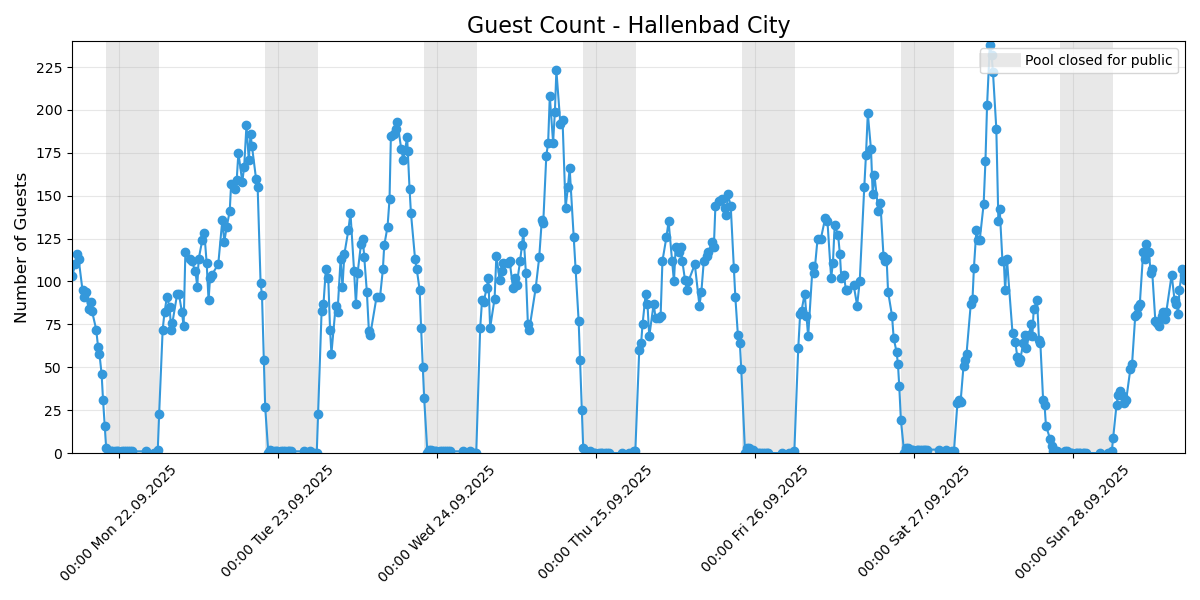 Guest Count - Hallenbad City
Number of Guests
225
200
175
150
125
100
75
50
25
0
Pool closed for public
00:00 Mon 22.09.2025
00:00 Tue 23.09.2025
00:00 Wed 24.09.2025
00:00 Thu 25.09.2025
00:00 Fri 26.09.2025
00:00 Sat 27.09.2025
00:00 Sun 28.09.2025